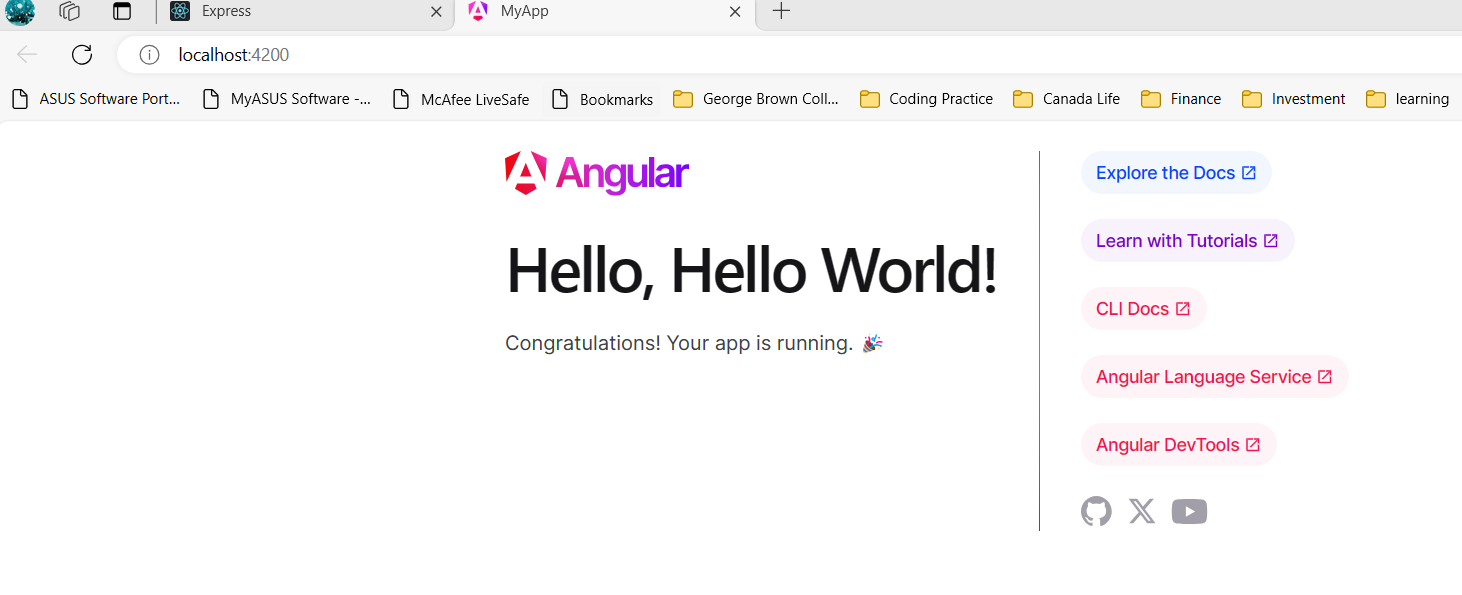 Express
MyApp
localhost:4200
ASUS Software Port... MyASUS Software -... McAfee LiveSafe Bookmarks George Brown Coll... Coding Practice Canada Life Finance Investment learning
Angular
Hello, Hello World!
Congratulations! Your app is running. 🎉
Explore the Docs
Learn with Tutorials
CLI Docs
Angular Language Service
Angular DevTools